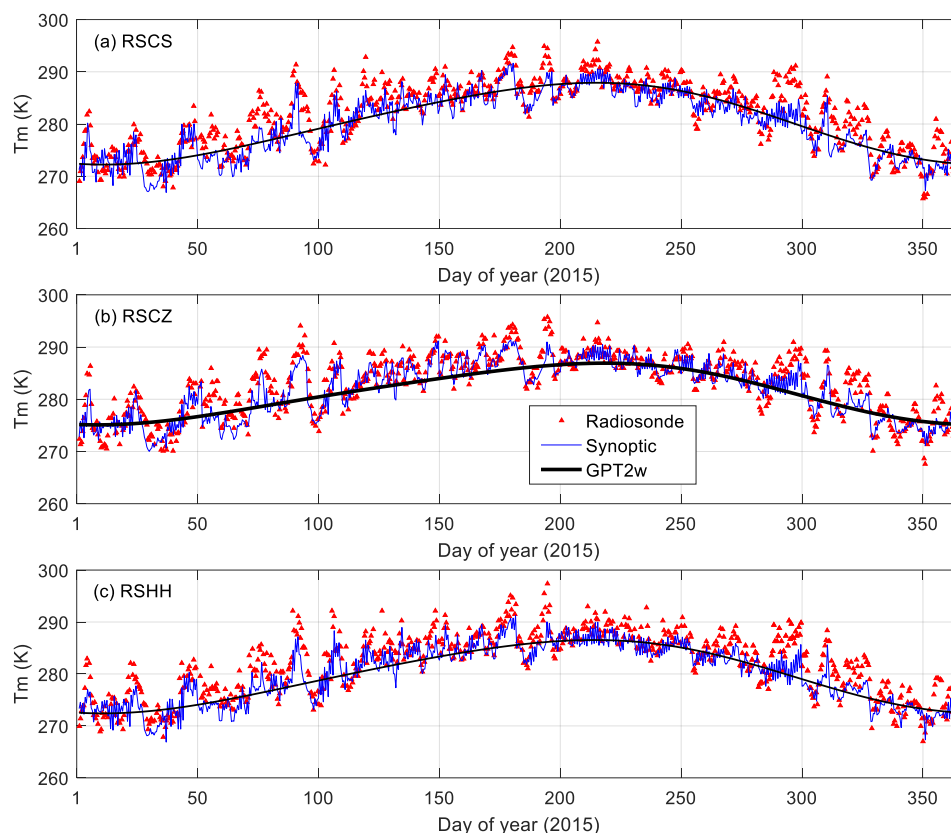 300
(a) RSCS
290
280
270
260
Tm (K)
1 50 100 150 200 250 300 350
Day of year (2015)
300
(b) RSCZ
290
280
270
260
Tm (K)
Radiosonde
Synoptic
GPT2w
1 50 100 150 200 250 300 350
Day of year (2015)
300
(c) RSHH
290
280
270
260
Tm (K)
1 50 100 150 200 250 300 350
Day of year (2015)